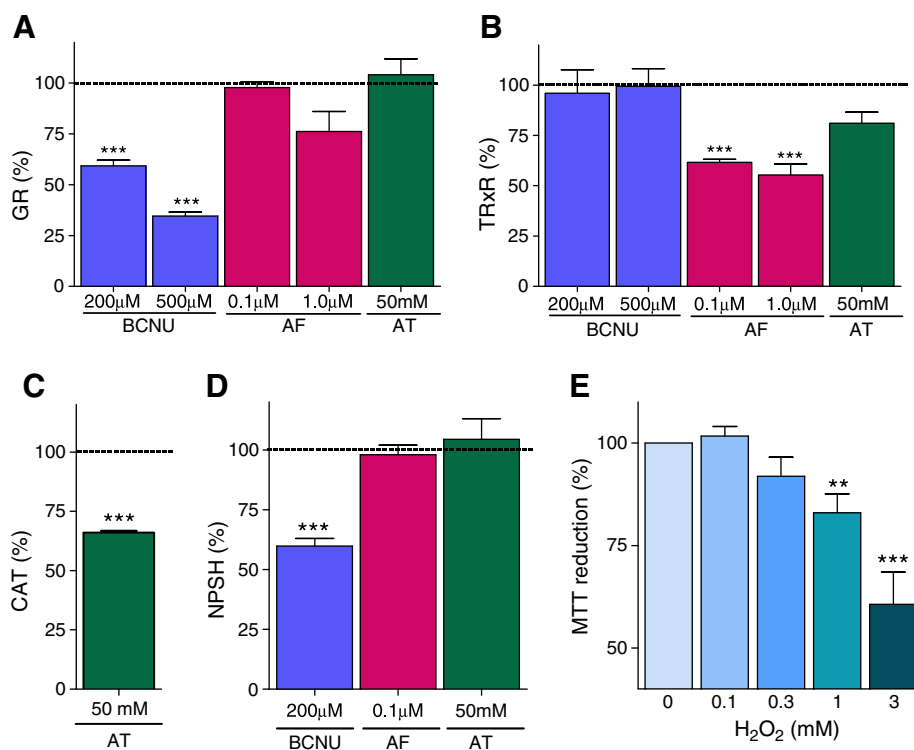 A
GR (%)
100
75
50
25
0
***
***
200µM 500µM 0.1µM 1.0µM 50mM
BCNU AF AT
B
TRxR (%)
100
75
50
25
0
***
***
200µM 500µM 0.1µM 1.0µM 50mM
BCNU AF AT
C
CAT (%)
100
75
50
25
0
***
50 mM
AT
D
NPSH (%)
100
75
50
25
0
***
200µM 0.1µM 50mM
BCNU AF AT
E
MTT reduction (%)
100
75
50
**
***
0 0.1 0.3 1 3
H₂O₂ (mM)